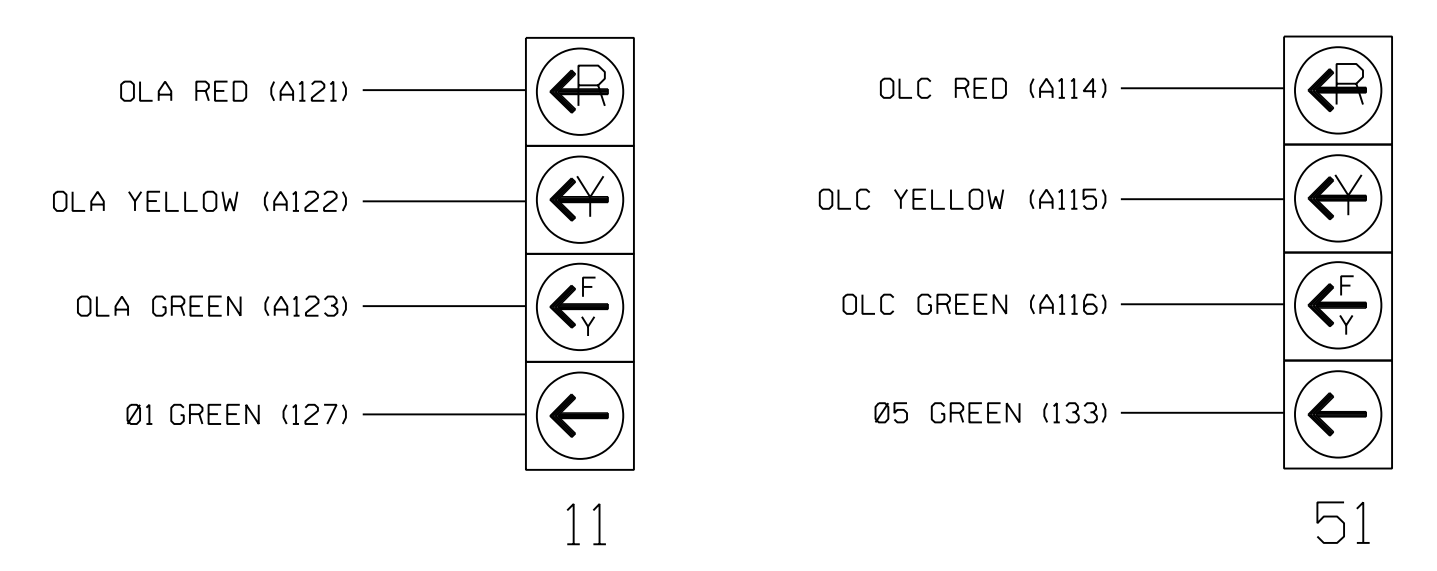 OLA RED (A121)
R
OLA YELLOW (A122)
Y
OLA GREEN (A123)
F
Y
Ø1 GREEN (127)
11
OLC RED (A114)
R
OLC YELLOW (A115)
Y
OLC GREEN (A116)
F
Y
Ø5 GREEN (133)
51